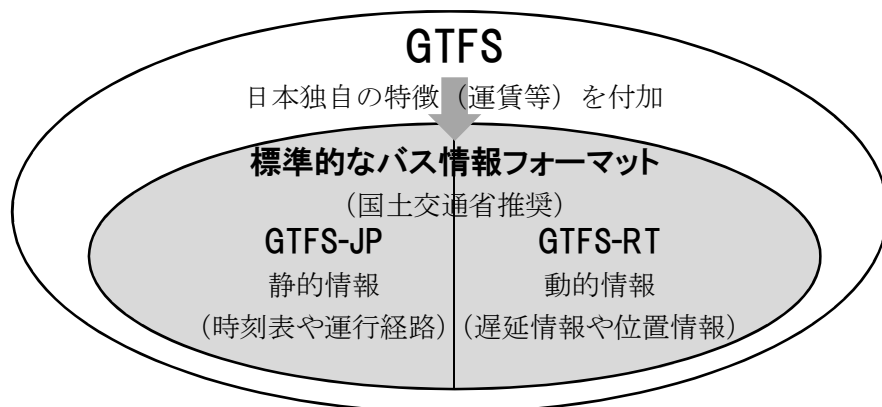 GTFS
日本独自の特徴（運賃等）を付加
標準的なバス情報フォーマット
（国土交通省推奨）
GTFS-JP
静的情報
（時刻表や運行経路）
GTFS-RT
動的情報
（遅延情報や位置情報）